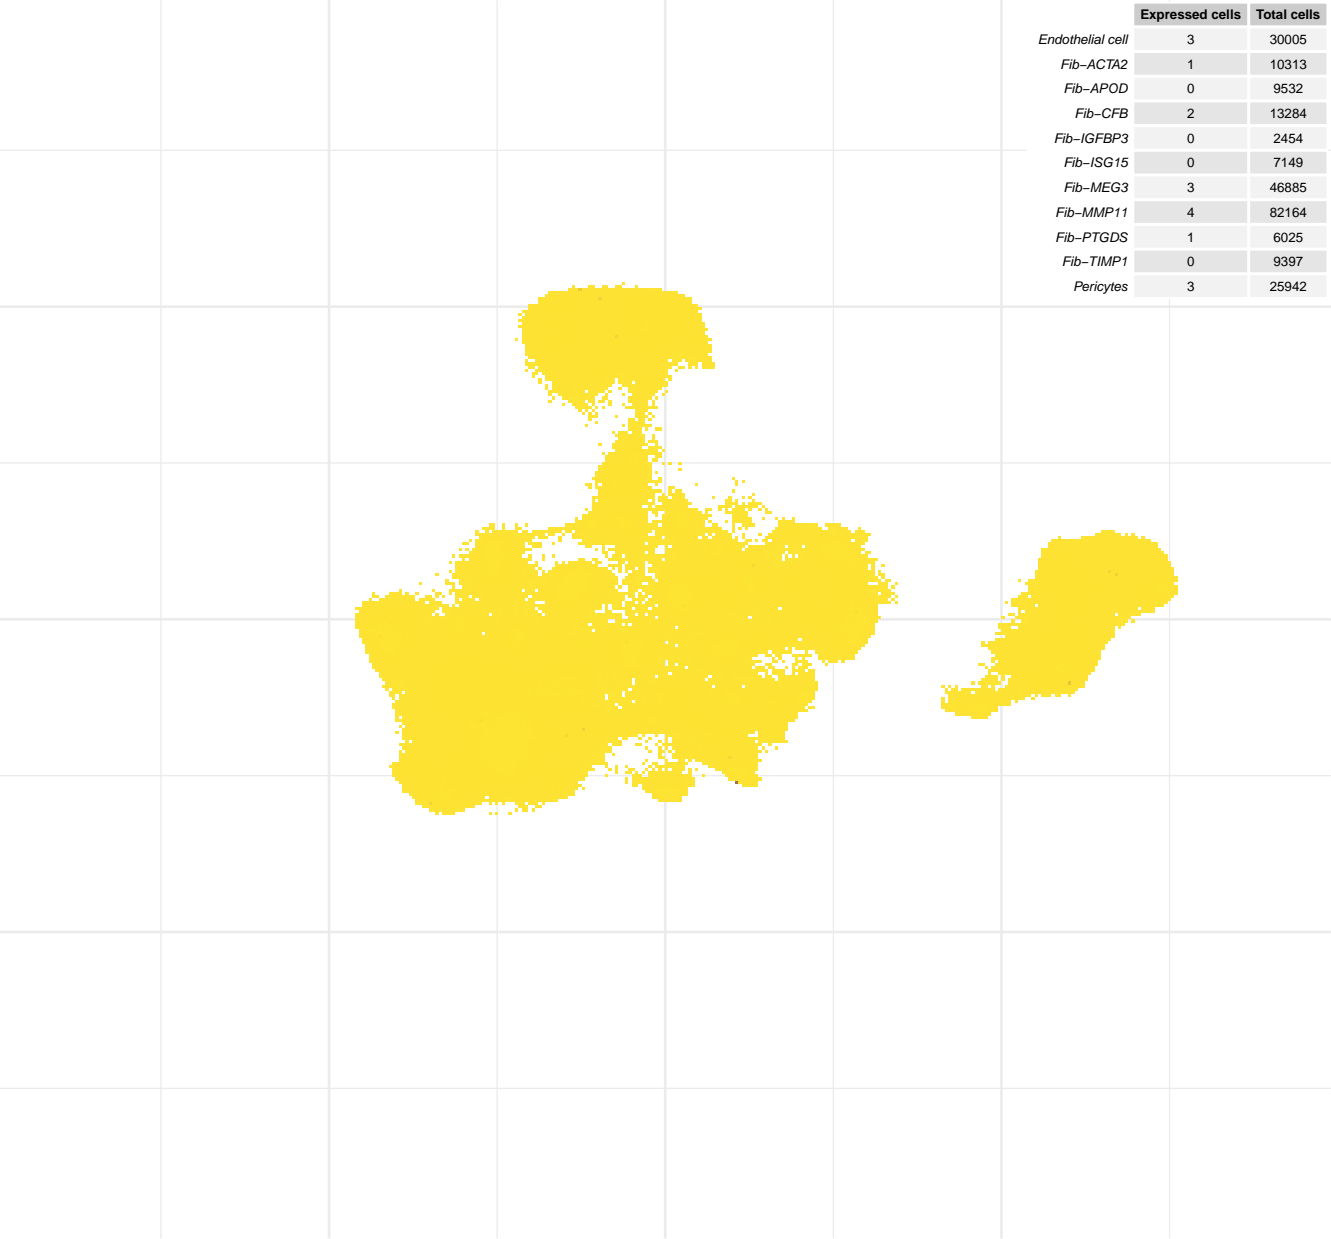 Expressed cells Total cells
Endothelial cell 3 30005
Fib−ACTA2 1 10313
Fib−APOD 0 9532
Fib−CFB 2 13284
Fib−IGFBP3 0 2454
Fib−ISG15 0 7149
Fib−MEG3 3 46885
Fib−MMP11 4 82164
Fib−PTGDS 1 6025
Fib−TIMP1 0 9397
Pericytes 3 25942